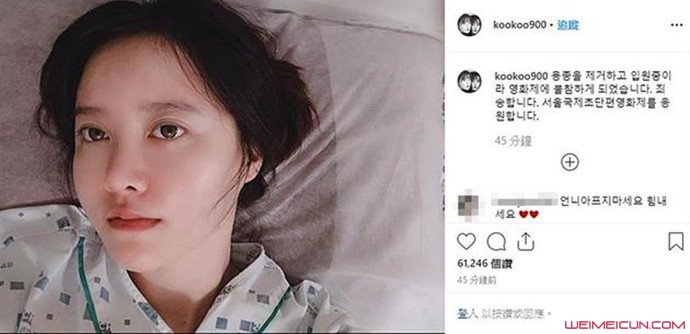 kookoo900 • 追蹤
kookoo900 용종을 제거하고 입원중이
라 영화제에 불참하게 되었습니다. 죄
송합니다. 서울국제초단편영화제를 응
원합니다.
45 分鐘
언니아프지마세요 힘내
세요 ❤❤
61,246 個讚
45 分鐘前
登入 以按讚或回應。
WEIMEICUN.COM